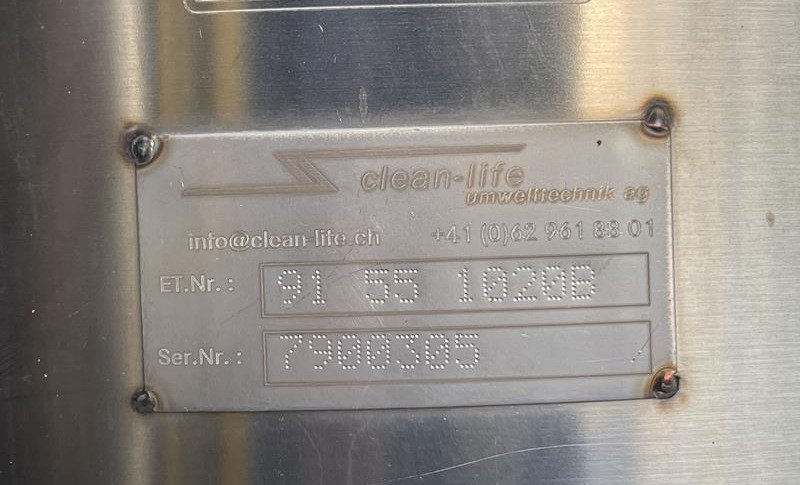 clean-life
umwelttechnik ag
info@clean-life.ch +41 (0)62 961 88 01
ET.Nr.: 91 55 1020B
Ser.Nr.: 7900305